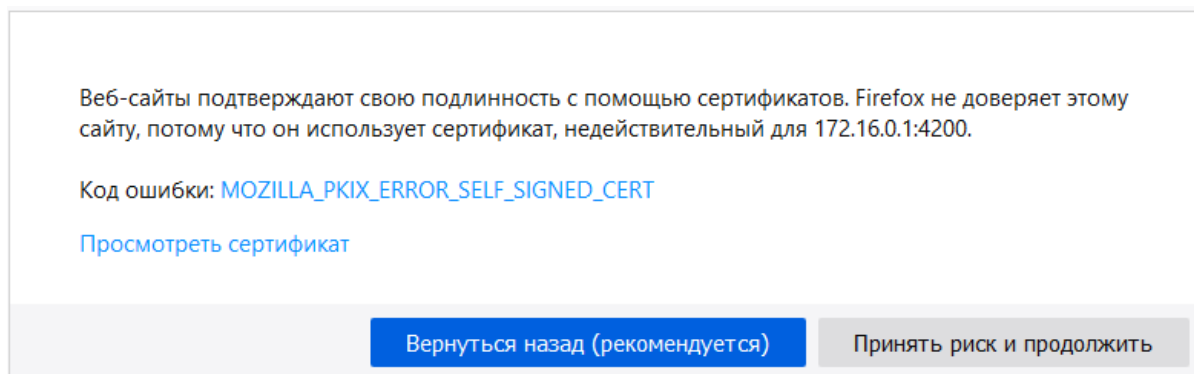 Веб-сайты подтверждают свою подлинность с помощью сертификатов. Firefox не доверяет этому
сайту, потому что он использует сертификат, недействительный для 172.16.0.1:4200.
Код ошибки: MOZILLA_PKIX_ERROR_SELF_SIGNED_CERT
Просмотреть сертификат
Вернуться назад (рекомендуется) Принять риск и продолжить